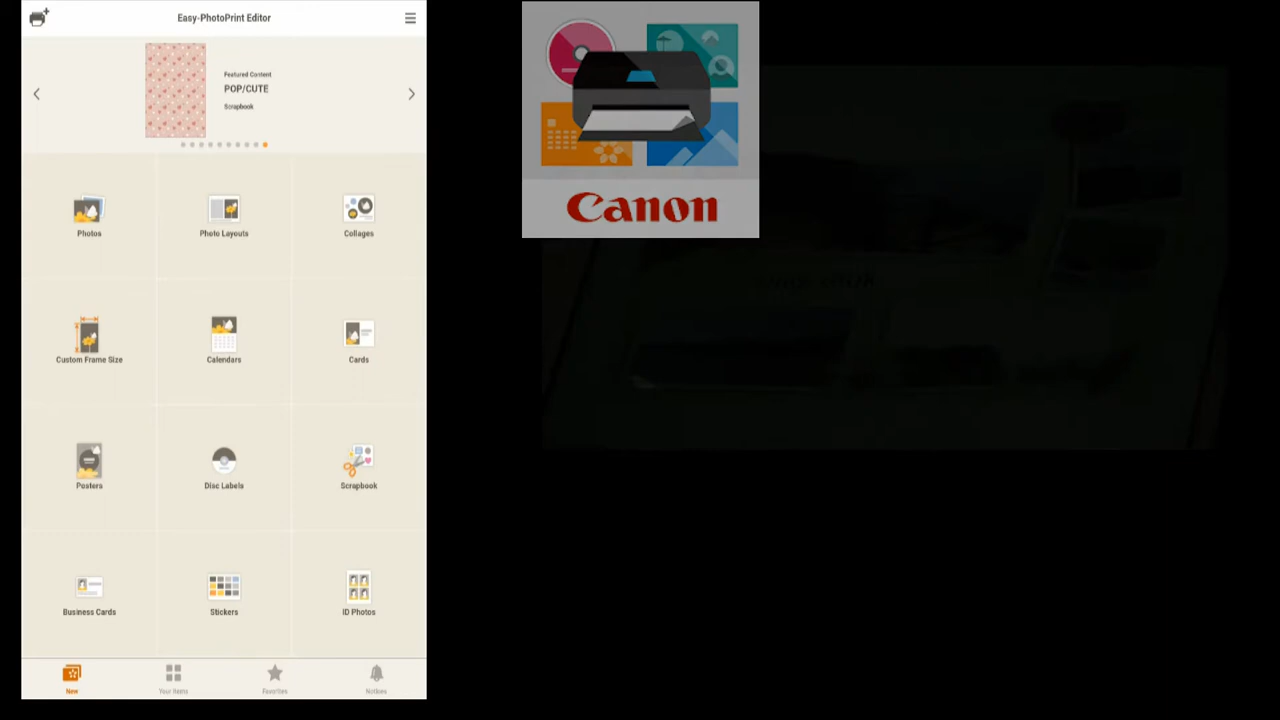 Easy-PhotoPrint Editor
Featured Content
POP/CUTE
Scrapbook
Photos
Photo Layouts
Collages
Custom Frame Size
Calendars
Cards
Posters
Disc Labels
Scrapbook
Business Cards
Stickers
ID Photos
New
Your Items
Favorites
Notices
Canon